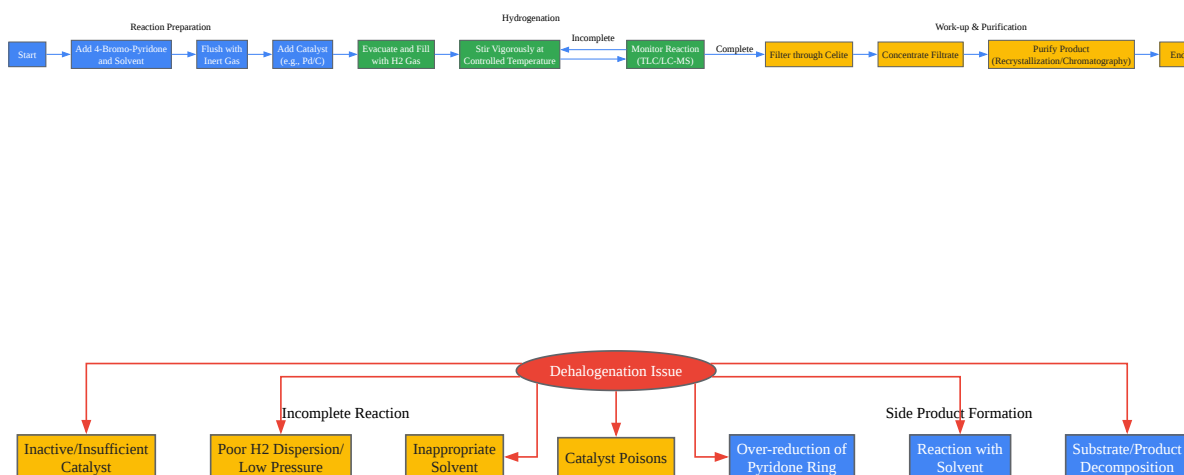 Reaction Preparation
Hydrogenation
Work-up & Purification
Start
Add 4-Bromo-Pyridone
and Solvent
Flush with
Inert Gas
Add Catalyst
(e.g., Pd/C)
Evacuate and Fill
with H2 Gas
Stir Vigorously at
Controlled Temperature
Incomplete
Monitor Reaction
(TLC/LC-MS)
Complete
Filter through Celite
Concentrate Filtrate
Purify Product
(Recrystallization/Chromatography)
End
Dehalogenation Issue
Incomplete Reaction
Side Product Formation
Inactive/Insufficient
Catalyst
Poor H2 Dispersion/
Low Pressure
Inappropriate
Solvent
Catalyst Poisons
Over-reduction of
Pyridone Ring
Reaction with
Solvent
Substrate/Product
Decomposition